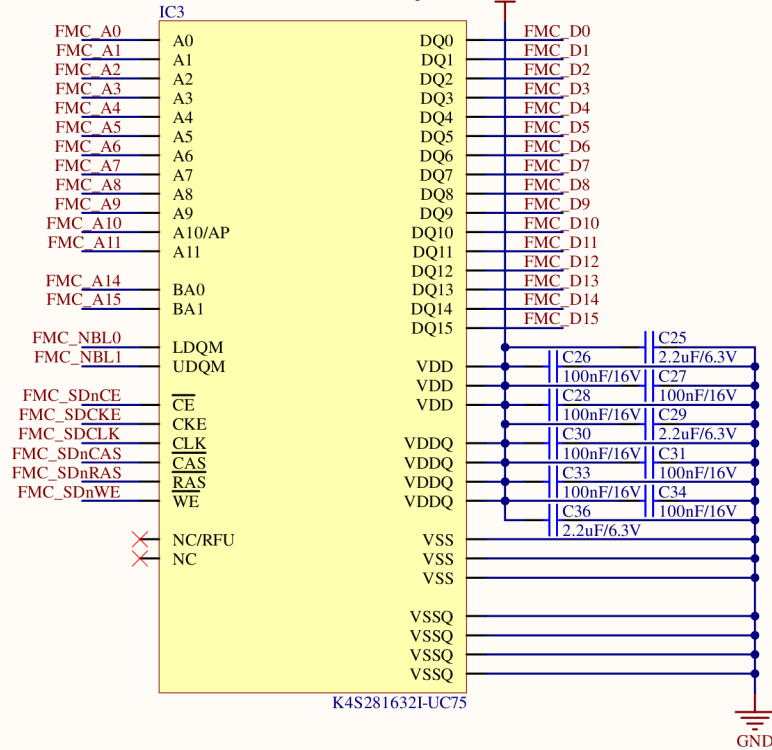 IC3
FMC_A0 A0 DQ0 FMC_D0
FMC_A1 A1 DQ1 FMC_D1
FMC_A2 A2 DQ2 FMC_D2
FMC_A3 A3 DQ3 FMC_D3
FMC_A4 A4 DQ4 FMC_D4
FMC_A5 A5 DQ5 FMC_D5
FMC_A6 A6 DQ6 FMC_D6
FMC_A7 A7 DQ7 FMC_D7
FMC_A8 A8 DQ8 FMC_D8
FMC_A9 A9 DQ9 FMC_D9
FMC_A10 A10/AP DQ10 FMC_D10
FMC_A11 A11 DQ11 FMC_D11
DQ12 FMC_D12
FMC_A14 BA0 DQ13 FMC_D13
FMC_A15 BA1 DQ14 FMC_D14
DQ15 FMC_D15
FMC_NBL0 LDQM C25
2.2uF/6.3V
FMC_NBL1 UDQM VDD C26
100nF/16V
VDD C27
100nF/16V
FMC_SDnCE CE VDD C28
100nF/16V
FMC_SDCKE CKE C29
2.2uF/6.3V
FMC_SDCLK CLK VDDQ C30
100nF/16V
FMC_SDnCAS CAS VDDQ C31
100nF/16V
FMC_SDnRAS RAS VDDQ C33
100nF/16V
FMC_SDnWE WE VDDQ C34
100nF/16V
C36
2.2uF/6.3V
NC/RFU VSS
NC VSS
VSS
VSSQ
VSSQ
VSSQ
VSSQ
K4S281632I-UC75
GND